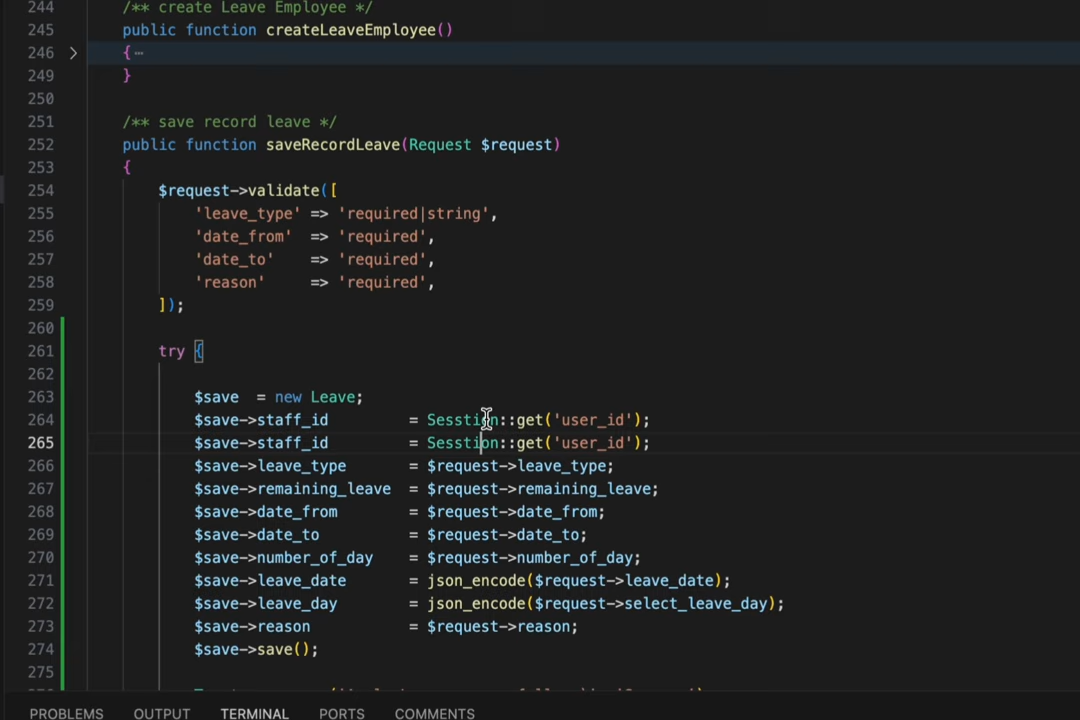 244 /** create Leave Employee */
245 public function createLeaveEmployee()
246 > { ⋯
249 }
250
251 /** save record leave */
252 public function saveRecordLeave(Request $request)
253 {
254 $request->validate([
255 'leave_type' => 'required|string',
256 'date_from' => 'required',
257 'date_to' => 'required',
258 'reason' => 'required',
259 ]);
260
261 try {
262
263 $save = new Leave;
264 $save->staff_id = Sesstion::get('user_id');
265 $save->staff_id = Sesstion::get('user_id');
266 $save->leave_type = $request->leave_type;
267 $save->remaining_leave = $request->remaining_leave;
268 $save->date_from = $request->date_from;
269 $save->date_to = $request->date_to;
270 $save->number_of_day = $request->number_of_day;
271 $save->leave_date = json_encode($request->leave_date);
272 $save->leave_day = json_encode($request->select_leave_day);
273 $save->reason = $request->reason;
274 $save->save();
275
PROBLEMS OUTPUT TERMINAL PORTS COMMENTS